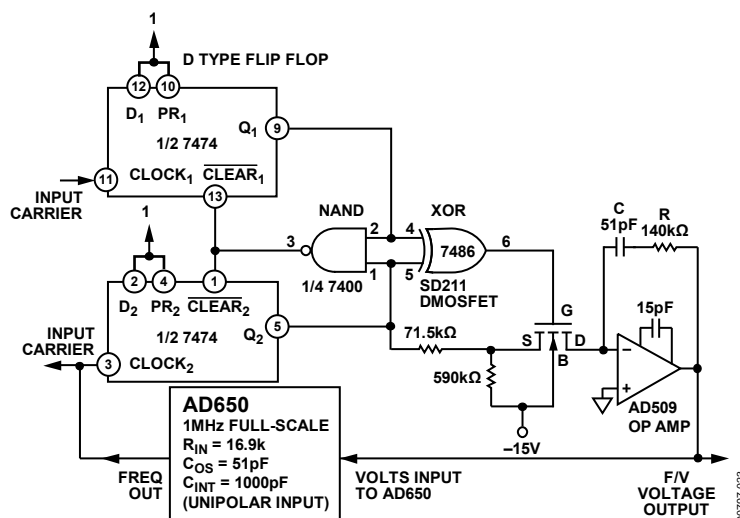 1
D TYPE FLIP FLOP
12
10
D1
PR1
Q1
9
1/2 7474
11
CLOCK1
CLEAR1
INPUT
CARRIER
13
1
NAND
XOR
3
2
1
4
5
7486
6
1/4 7400
SD211
DMOSFET
C
51pF
R
140kΩ
2
4
1
D2
PR2
CLEAR2
INPUT
CARRIER
1/2 7474
Q2
5
3
CLOCK2
71.5kΩ
S
G
D
B
590kΩ
–15V
15pF
–
+
AD509
OP AMP
AD650
1MHz FULL-SCALE
RIN = 16.9k
COS = 51pF
CINT = 1000pF
(UNIPOLAR INPUT)
FREQ
OUT
VOLTS INPUT
TO AD650
F/V
VOLTAGE
OUTPUT